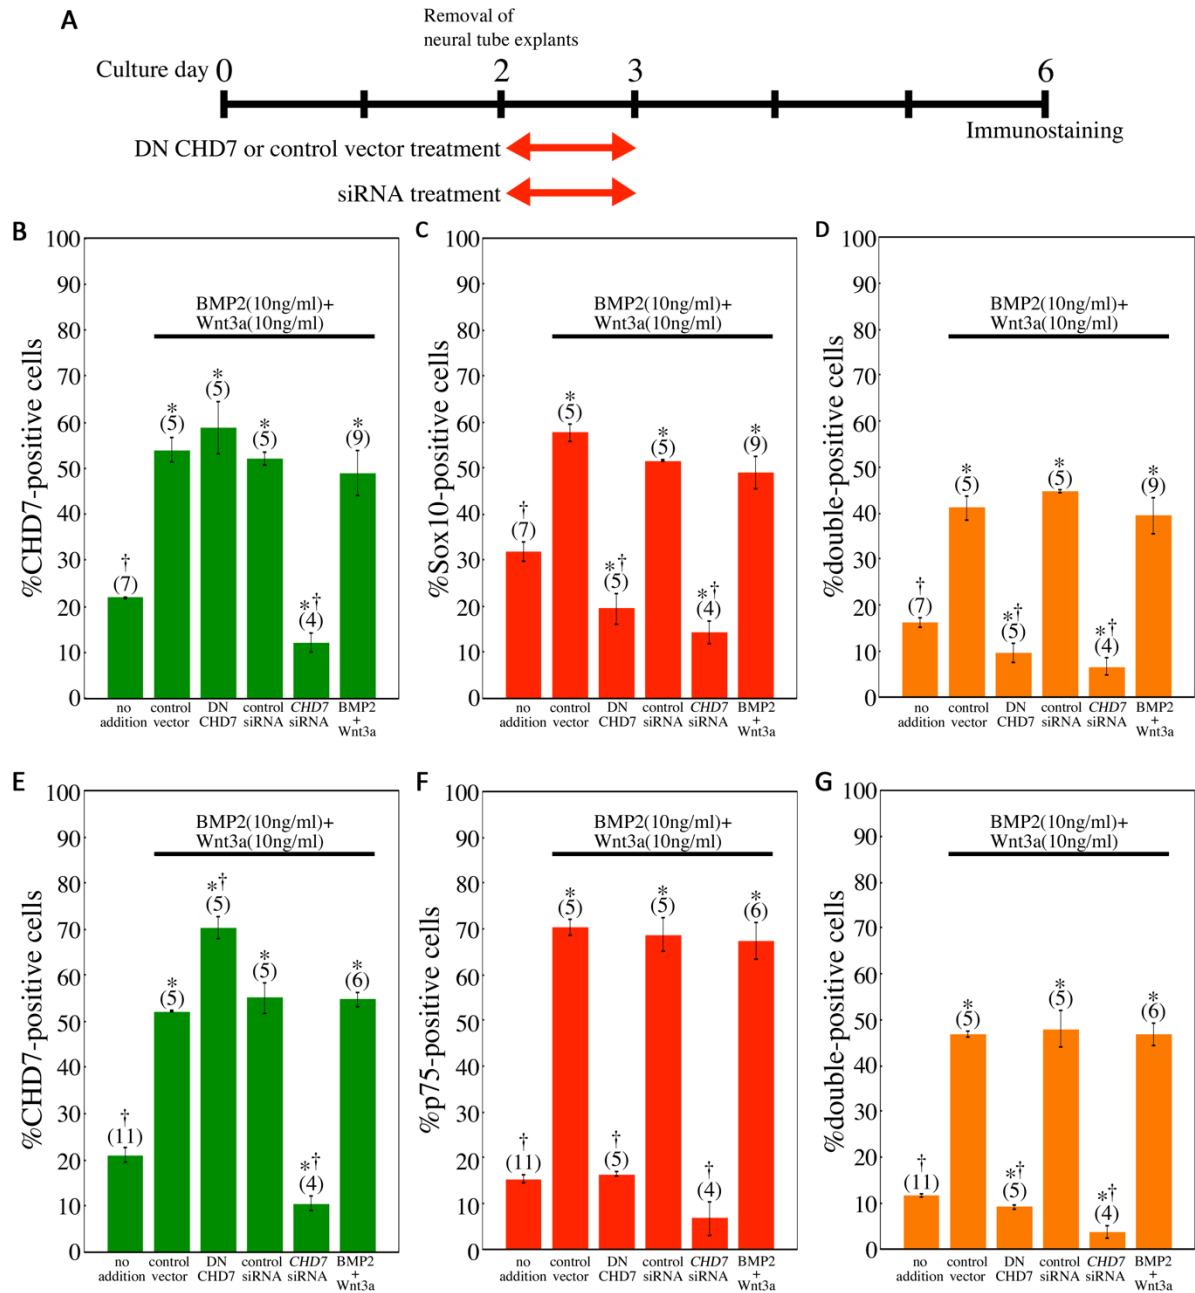 A
Removal of
neural tube explants
Culture day 0 2 3 6
Immunostaining
DN CHD7 or control vector treatment
siRNA treatment
B
%CHD7-positive cells
100
90
80
70
60
50
40
30
20
10
0
BMP2(10ng/ml)+
Wnt3a(10ng/ml)
†
(7)
*
(5)
*
(5)
*
(5)
*†
(4)
*
(9)
no
addition
control
vector
DN
CHD7
control
siRNA
CHD7
siRNA
BMP2
+
Wnt3a
C
%Sox10-positive cells
100
90
80
70
60
50
40
30
20
10
0
BMP2(10ng/ml)+
Wnt3a(10ng/ml)
†
(7)
*
(5)
*†
(5)
*
(5)
*†
(4)
*
(9)
no
addition
control
vector
DN
CHD7
control
siRNA
CHD7
siRNA
BMP2
+
Wnt3a
D
%double-positive cells
100
90
80
70
60
50
40
30
20
10
0
BMP2(10ng/ml)+
Wnt3a(10ng/ml)
†
(7)
*
(5)
*†
(5)
*
(5)
*†
(4)
*
(9)
no
addition
control
vector
DN
CHD7
control
siRNA
CHD7
siRNA
BMP2
+
Wnt3a
E
%CHD7-positive cells
100
90
80
70
60
50
40
30
20
10
0
BMP2(10ng/ml)+
Wnt3a(10ng/ml)
†
(11)
*
(5)
*†
(5)
*
(5)
*†
(4)
*
(6)
no
addition
control
vector
DN
CHD7
control
siRNA
CHD7
siRNA
BMP2
+
Wnt3a
F
%p75-positive cells
100
90
80
70
60
50
40
30
20
10
0
BMP2(10ng/ml)+
Wnt3a(10ng/ml)
†
(11)
*
(5)
†
(5)
*
(5)
†
(4)
*
(6)
no
addition
control
vector
DN
CHD7
control
siRNA
CHD7
siRNA
BMP2
+
Wnt3a
G
%double-positive cells
100
90
80
70
60
50
40
30
20
10
0
BMP2(10ng/ml)+
Wnt3a(10ng/ml)
†
(11)
*
(5)
*†
(5)
*
(5)
*†
(4)
*
(6)
no
addition
control
vector
DN
CHD7
control
siRNA
CHD7
siRNA
BMP2
+
Wnt3a